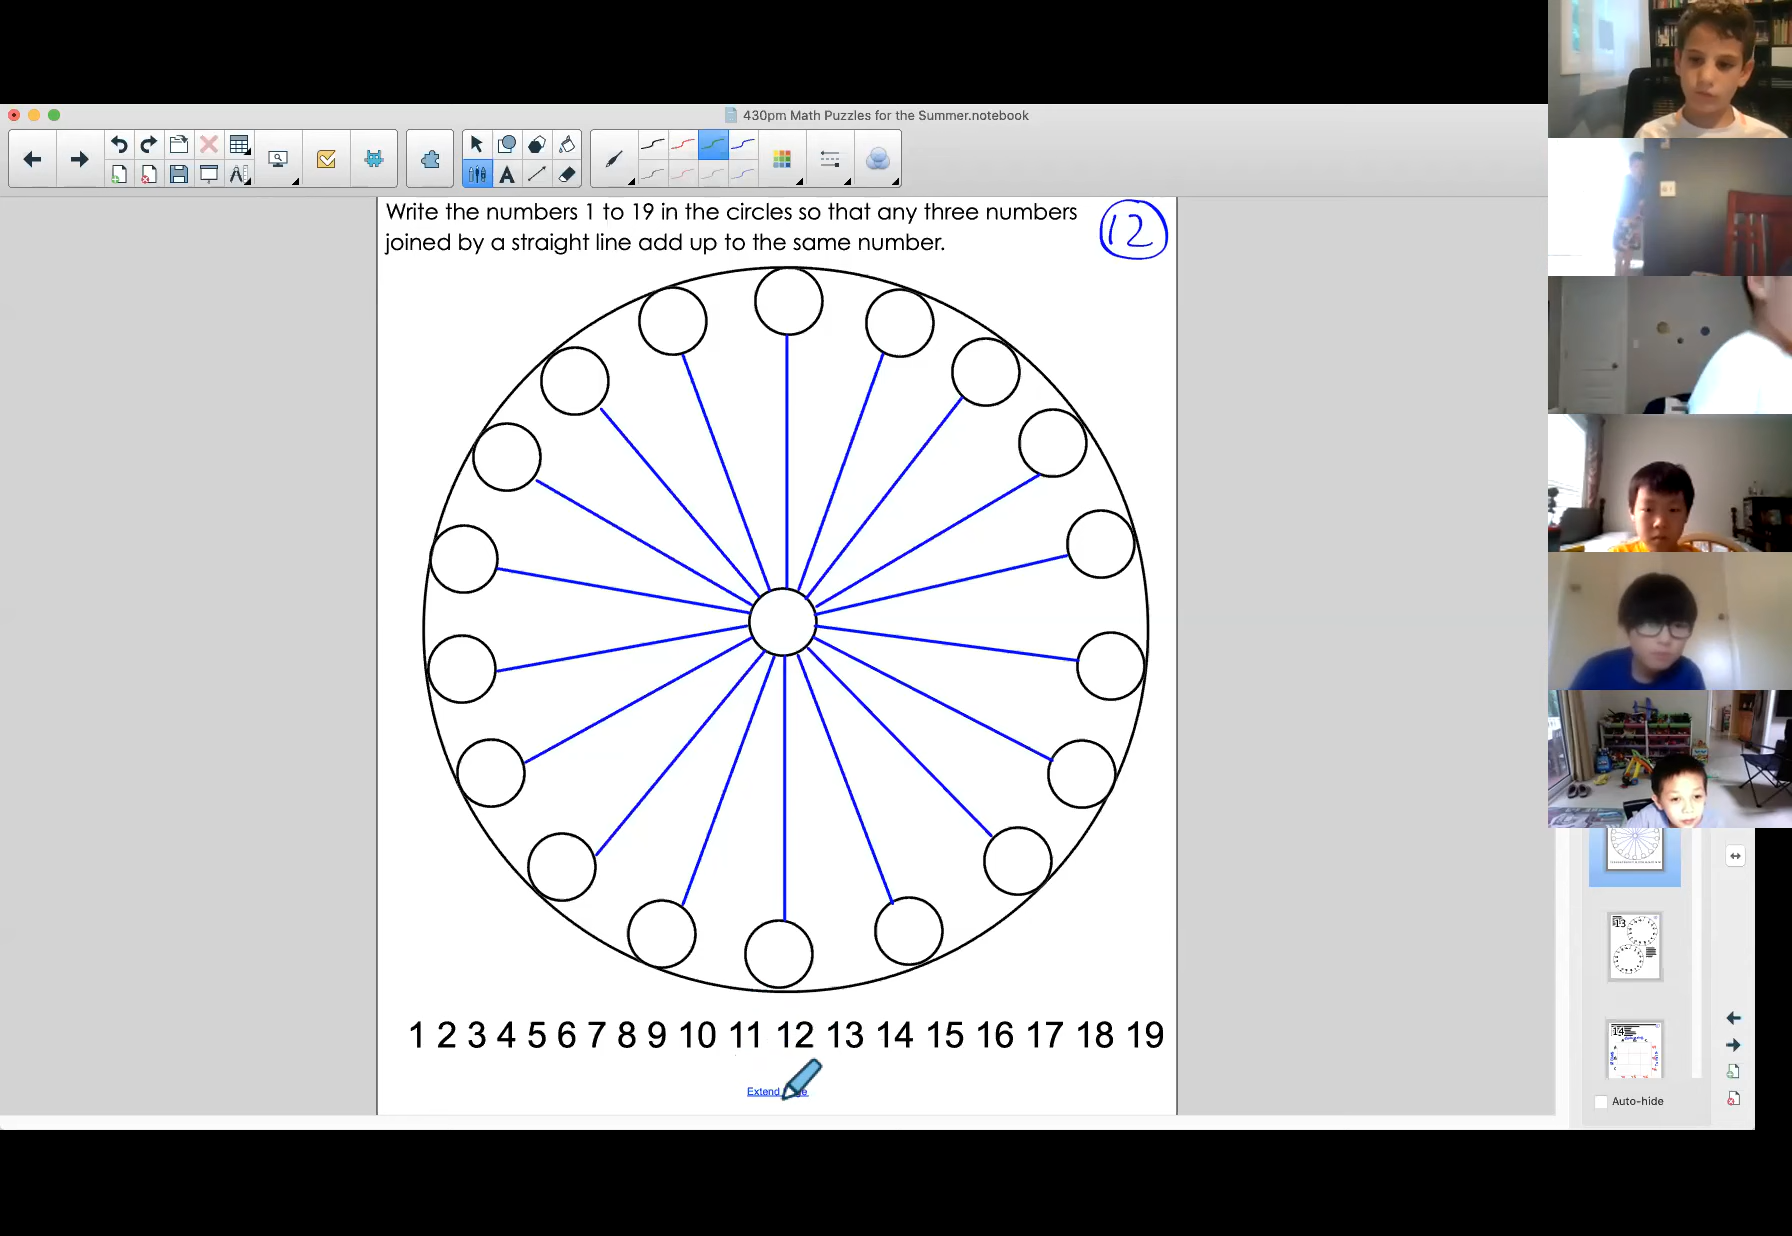 430pm Math Puzzles for the Summer.notebook
Write the numbers 1 to 19 in the circles so that any three numbers
joined by a straight line add up to the same number.
12
1 2 3 4 5 6 7 8 9 10 11 12 13 14 15 16 17 18 19
Extend
13
14
Auto-hide